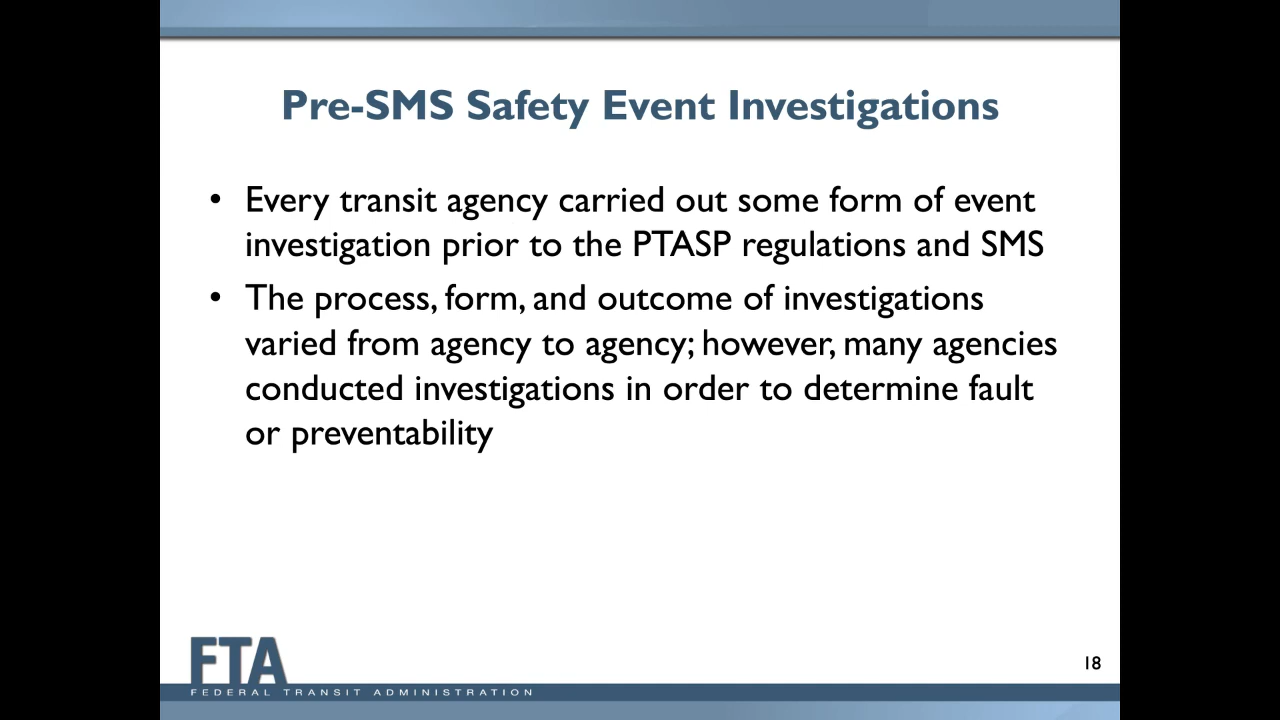 Pre-SMS Safety Event Investigations
• Every transit agency carried out some form of event
investigation prior to the PTASP regulations and SMS
• The process, form, and outcome of investigations
varied from agency to agency; however, many agencies
conducted investigations in order to determine fault
or preventability
FTA
18
FEDERAL TRANSIT ADMINISTRATION